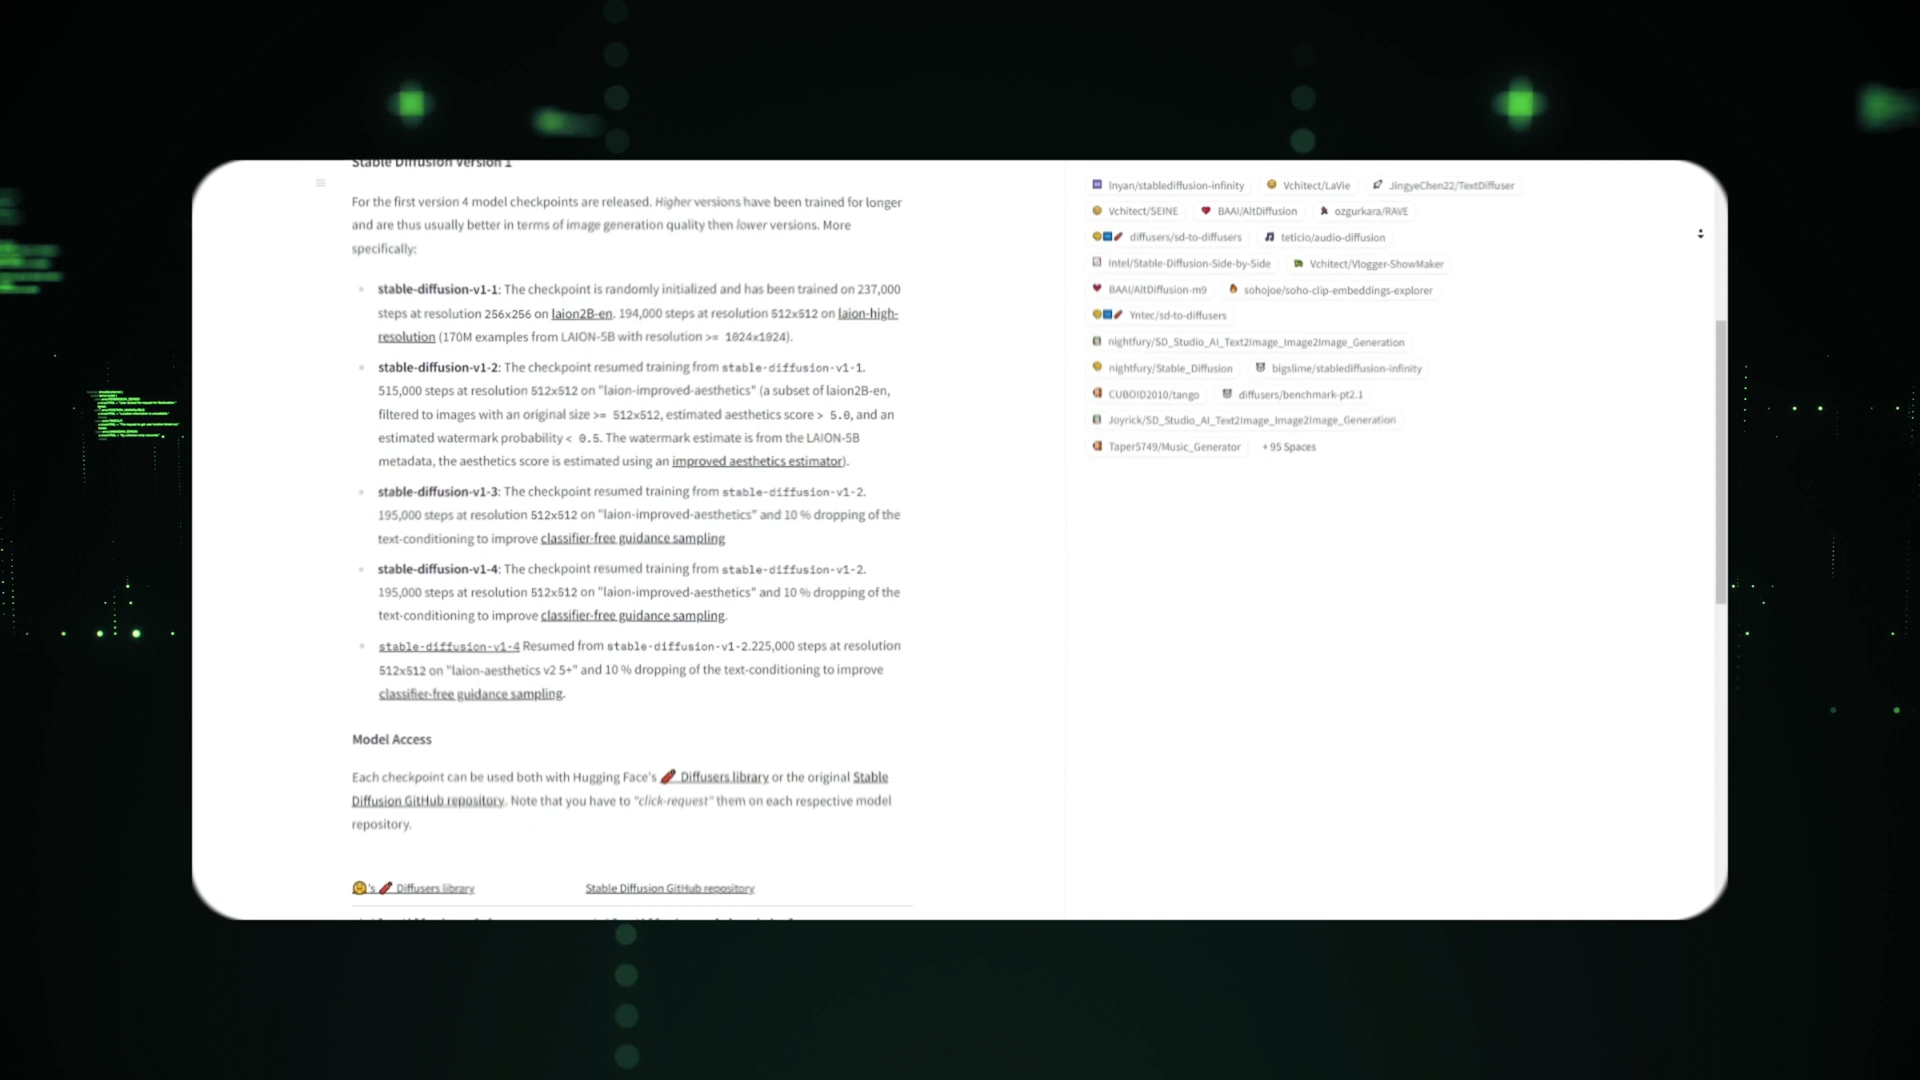 Stable Diffusion Version 1
For the first version 4 model checkpoints are released. Higher versions have been trained for longer
and are thus usually better in terms of image generation quality then lower versions. More
specifically:
stable-diffusion-v1-1: The checkpoint is randomly initialized and has been trained on 237,000
steps at resolution 256x256 on laion2B-en. 194,000 steps at resolution 512x512 on laion-high-
resolution (170M examples from LAION-5B with resolution >= 1024x1024).
stable-diffusion-v1-2: The checkpoint resumed training from stable-diffusion-v1-1.
515,000 steps at resolution 512x512 on "laion-improved-aesthetics" (a subset of laion2B-en,
filtered to images with an original size >= 512x512, estimated aesthetics score > 5.0, and an
estimated watermark probability < 0.5. The watermark estimate is from the LAION-5B
metadata, the aesthetics score is estimated using an improved aesthetics estimator).
stable-diffusion-v1-3: The checkpoint resumed training from stable-diffusion-v1-2.
195,000 steps at resolution 512x512 on "laion-improved-aesthetics" and 10 % dropping of the
text-conditioning to improve classifier-free guidance sampling
stable-diffusion-v1-4: The checkpoint resumed training from stable-diffusion-v1-2.
195,000 steps at resolution 512x512 on "laion-improved-aesthetics" and 10 % dropping of the
text-conditioning to improve classifier-free guidance sampling.
stable-diffusion-v1-4 Resumed from stable-diffusion-v1-2.225,000 steps at resolution
512x512 on "laion-aesthetics v2 5+" and 10 % dropping of the text-conditioning to improve
classifier-free guidance sampling.
Model Access
Each checkpoint can be used both with Hugging Face's 🧨 Diffusers library or the original Stable
Diffusion GitHub repository. Note that you have to "click-request" them on each respective model
repository.
🤗's 🧨 Diffusers library Stable Diffusion GitHub repository
lnyan/stablediffusion-infinity Vchitect/LaVie JingyeChen22/TextDiffuser
Vchitect/SEINE BAAI/AltDiffusion ozgurkara/RAVE
diffusers/sd-to-diffusers teticio/audio-diffusion
Intel/Stable-Diffusion-Side-by-Side Vchitect/Vlogger-ShowMaker
BAAI/AltDiffusion-m9 sohojoe/soho-clip-embeddings-explorer
Yntec/sd-to-diffusers
nightfury/SD_Studio_AI_Text2Image_Image2Image_Generation
nightfury/Stable_Diffusion bigslime/stablediffusion-infinity
CUBOID2010/tango diffusers/benchmark-pt2.1
Joyrick/SD_Studio_AI_Text2Image_Image2Image_Generation
Taper5749/Music_Generator + 95 Spaces